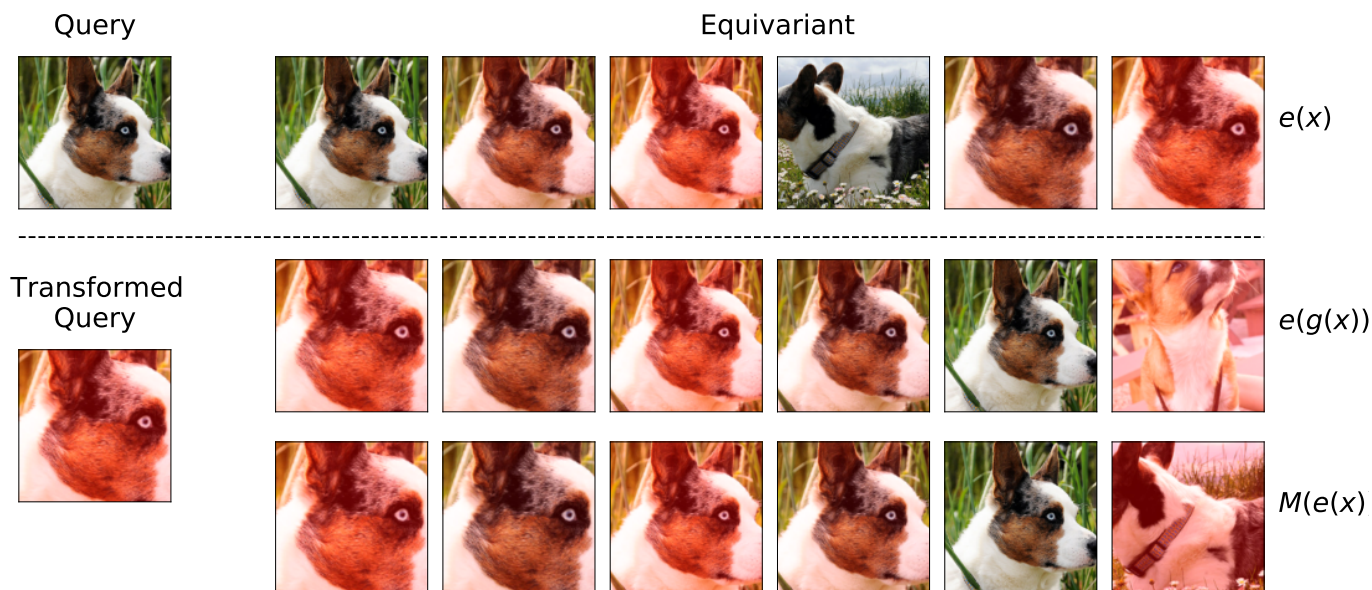 Query
Equivariant
e(x)
Transformed
Query
e(g(x))
M(e(x)